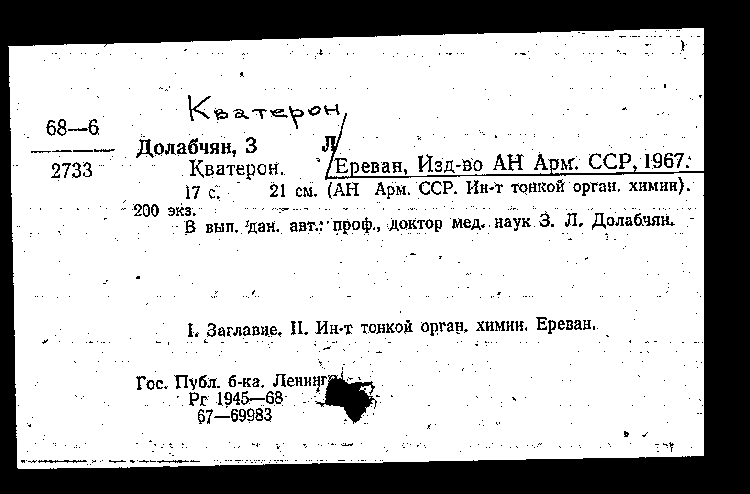 Кватерон
68—6
2733
Долабчян, З Л
Кватерон. Ереван, Изд-во АН Арм. ССР, 1967.
17 с. 21 см. (АН Арм. ССР. Ин-т тонкой орган. химии).
200 экз.
В вып. дан. авт.: проф., доктор мед. наук З. Л. Долабчян.
I. Заглавие. II. Ин-т тонкой орган. химии. Ереван.
Гос. Публ. б-ка.
Рг 1945—68
67—69983